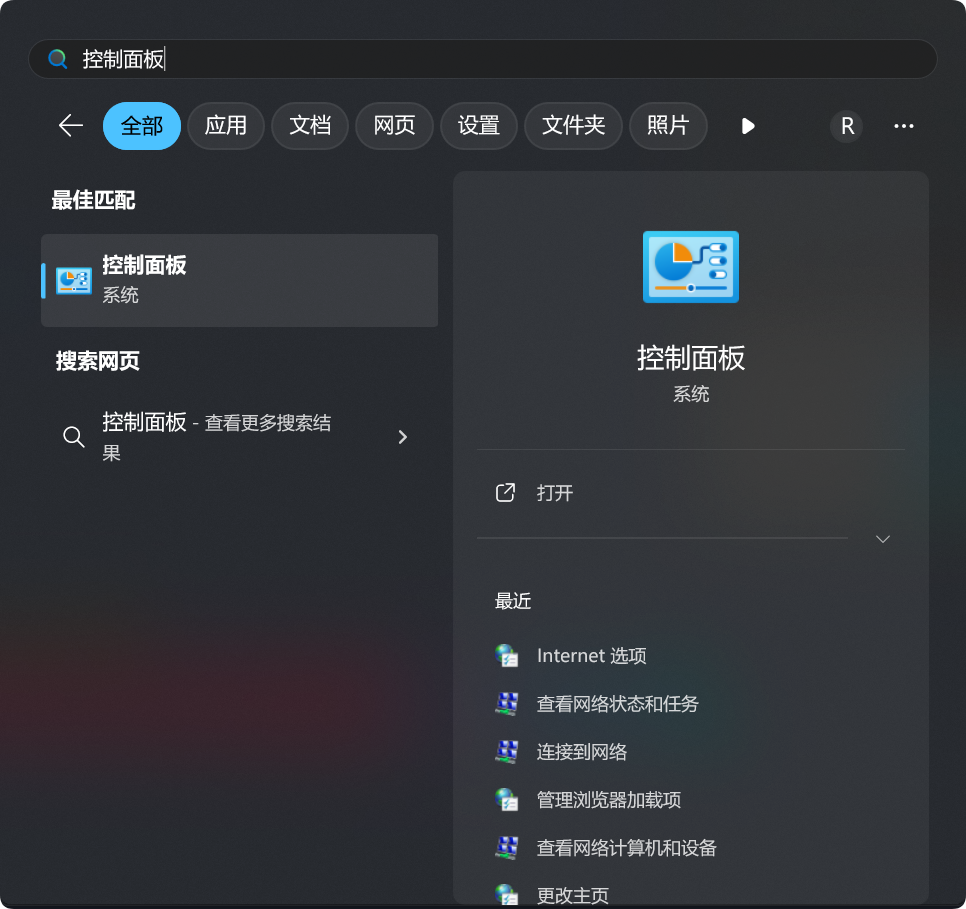 控制面板
全部 应用 文档 网页 设置 文件夹 照片 R
最佳匹配
控制面板
系统
搜索网页
控制面板 - 查看更多搜索结
果
控制面板
系统
打开
最近
Internet 选项
查看网络状态和任务
连接到网络
管理浏览器加载项
查看网络计算机和设备
更改主页